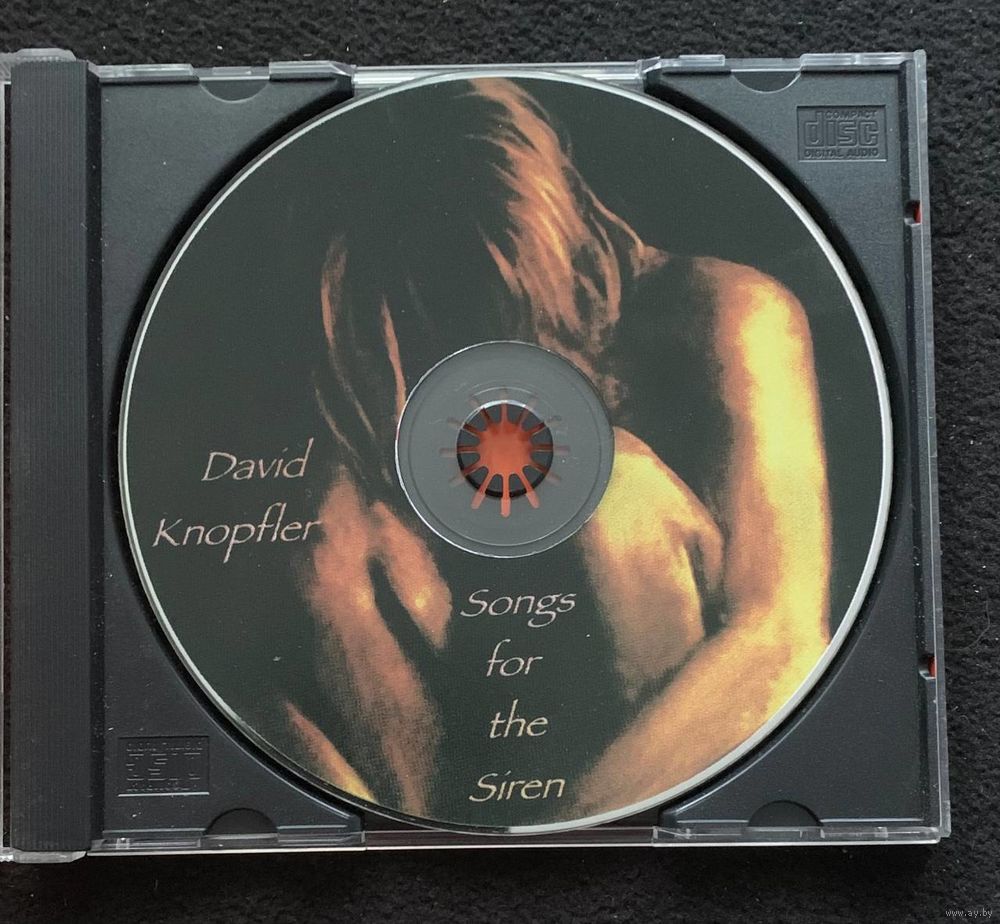 COMPACT
disc
DIGITAL AUDIO
David
Knopfler
Songs
for
the
Siren
www.ay.by